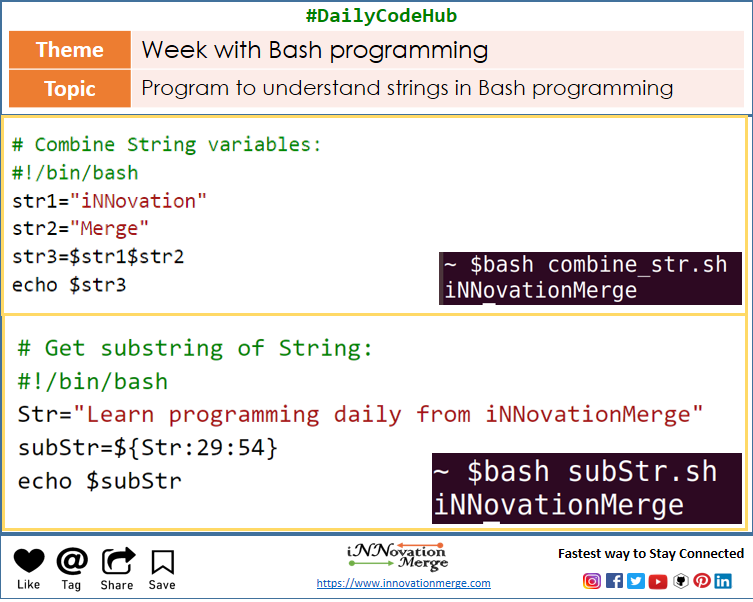 #DailyCodeHub
Theme
Week with Bash programming
Topic
Program to understand strings in Bash programming
# Combine String variables:
#!/bin/bash
str1="iNNovation"
str2="Merge"
str3=$str1$str2
echo $str3
~ $bash combine_str.sh
iNNovationMerge
# Get substring of String:
#!/bin/bash
Str="Learn programming daily from iNNovationMerge"
subStr=${Str:29:54}
echo $subStr
~ $bash subStr.sh
iNNovationMerge
Like
Tag
Share
Save
iNNovation
Merge
https://www.innovationmerge.com
Fastest way to Stay Connected